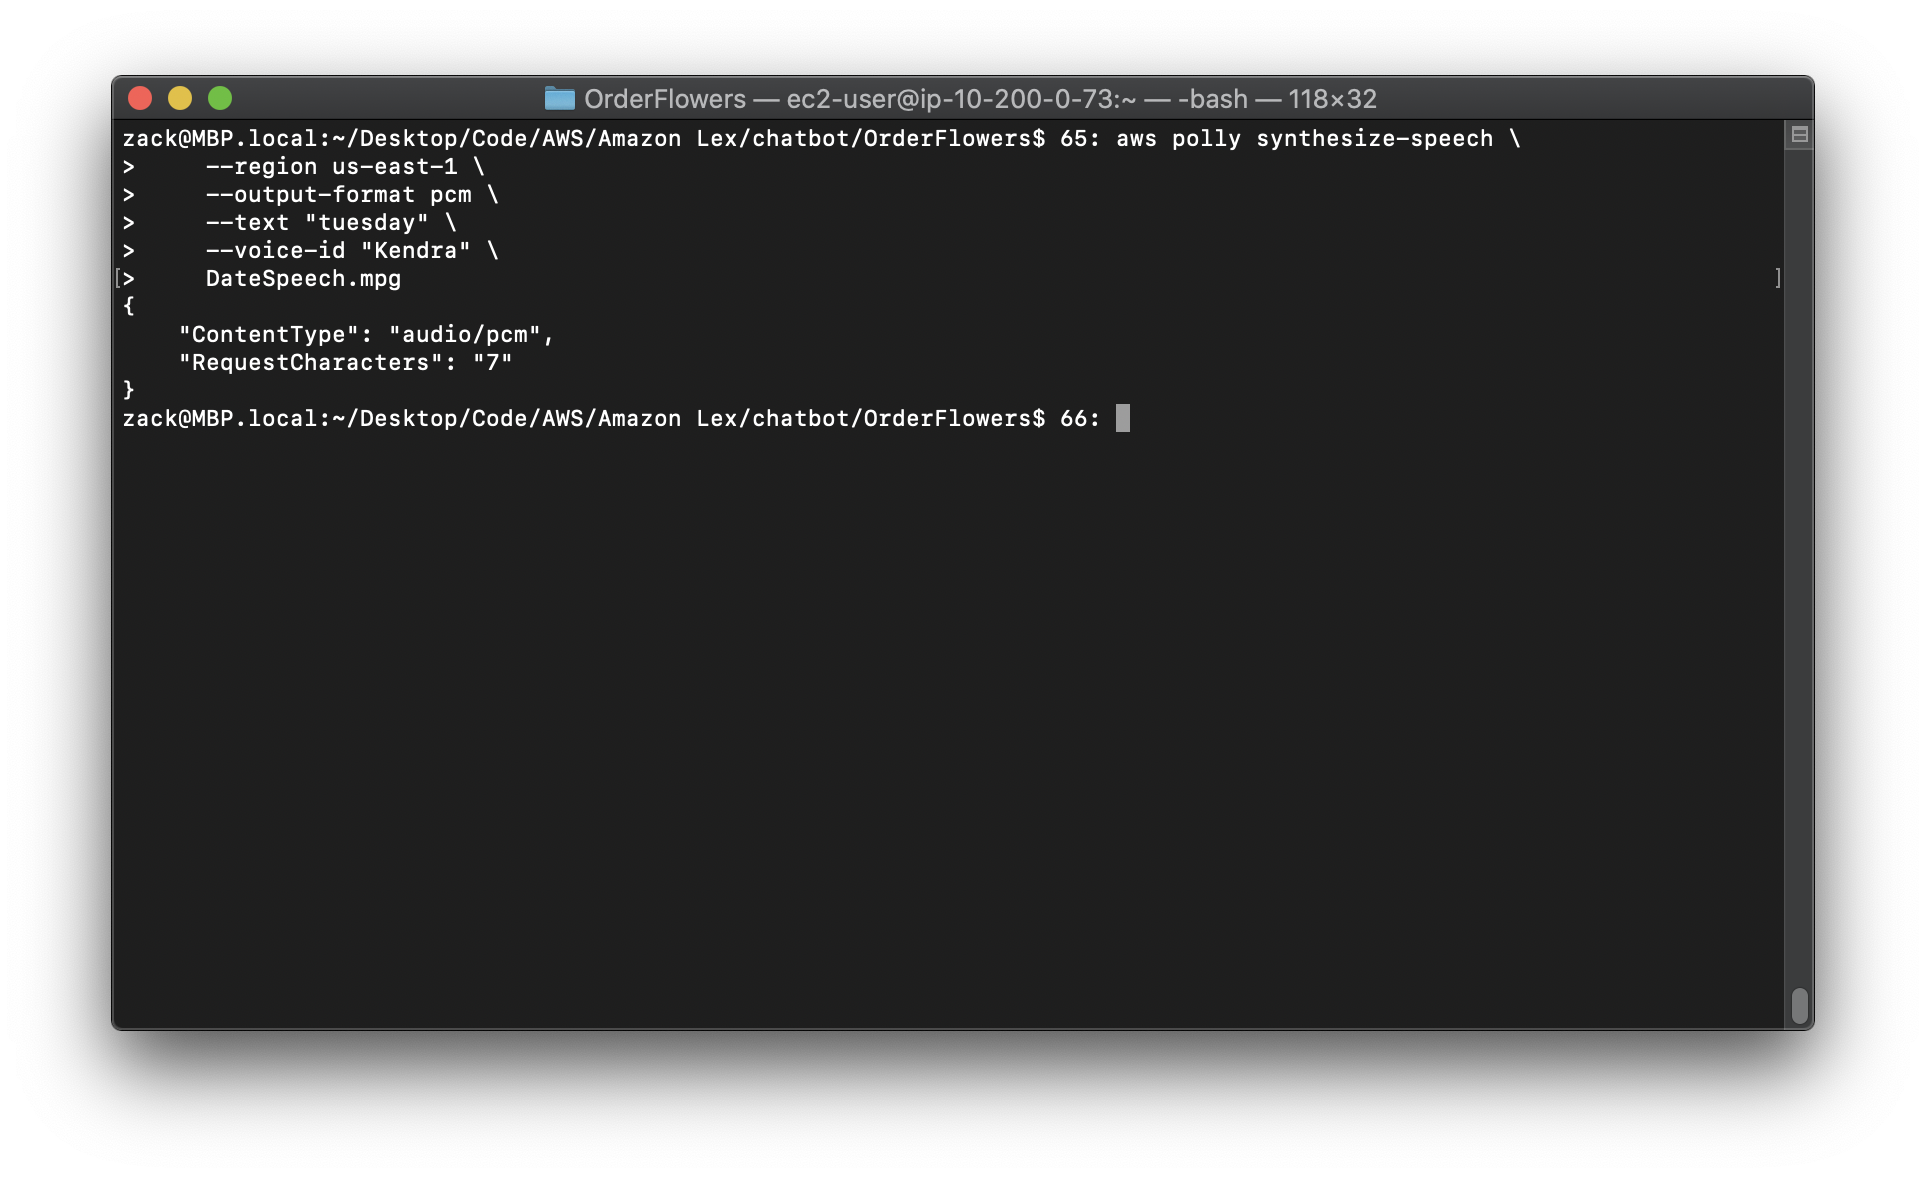 OrderFlowers — ec2-user@ip-10-200-0-73:~ — -bash — 118×32
zack@MBP.local:~/Desktop/Code/AWS/Amazon Lex/chatbot/OrderFlowers$ 65: aws polly synthesize-speech \
>     --region us-east-1 \
>     --output-format pcm \
>     --text "tuesday" \
>     --voice-id "Kendra" \
[>     DateSpeech.mpg ]
{
    "ContentType": "audio/pcm",
    "RequestCharacters": "7"
}
zack@MBP.local:~/Desktop/Code/AWS/Amazon Lex/chatbot/OrderFlowers$ 66: